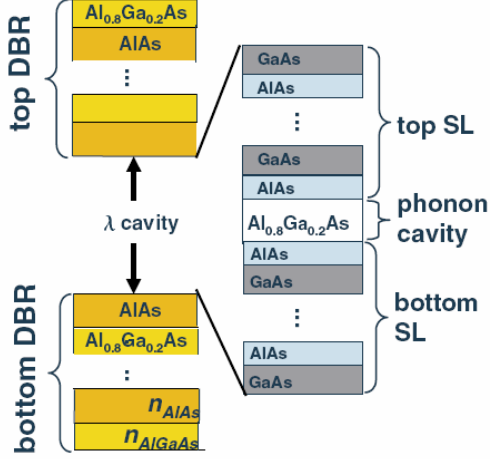 top DBR
Al0.8Ga0.2As
AlAs
⋮
λ cavity
bottom DBR
AlAs
Al0.8Ga0.2As
⋮
nAlAs
nAlGaAs
GaAs
AlAs
⋮
GaAs
AlAs
top SL
Al0.8Ga0.2As
phonon
cavity
AlAs
GaAs
⋮
AlAs
GaAs
bottom
SL